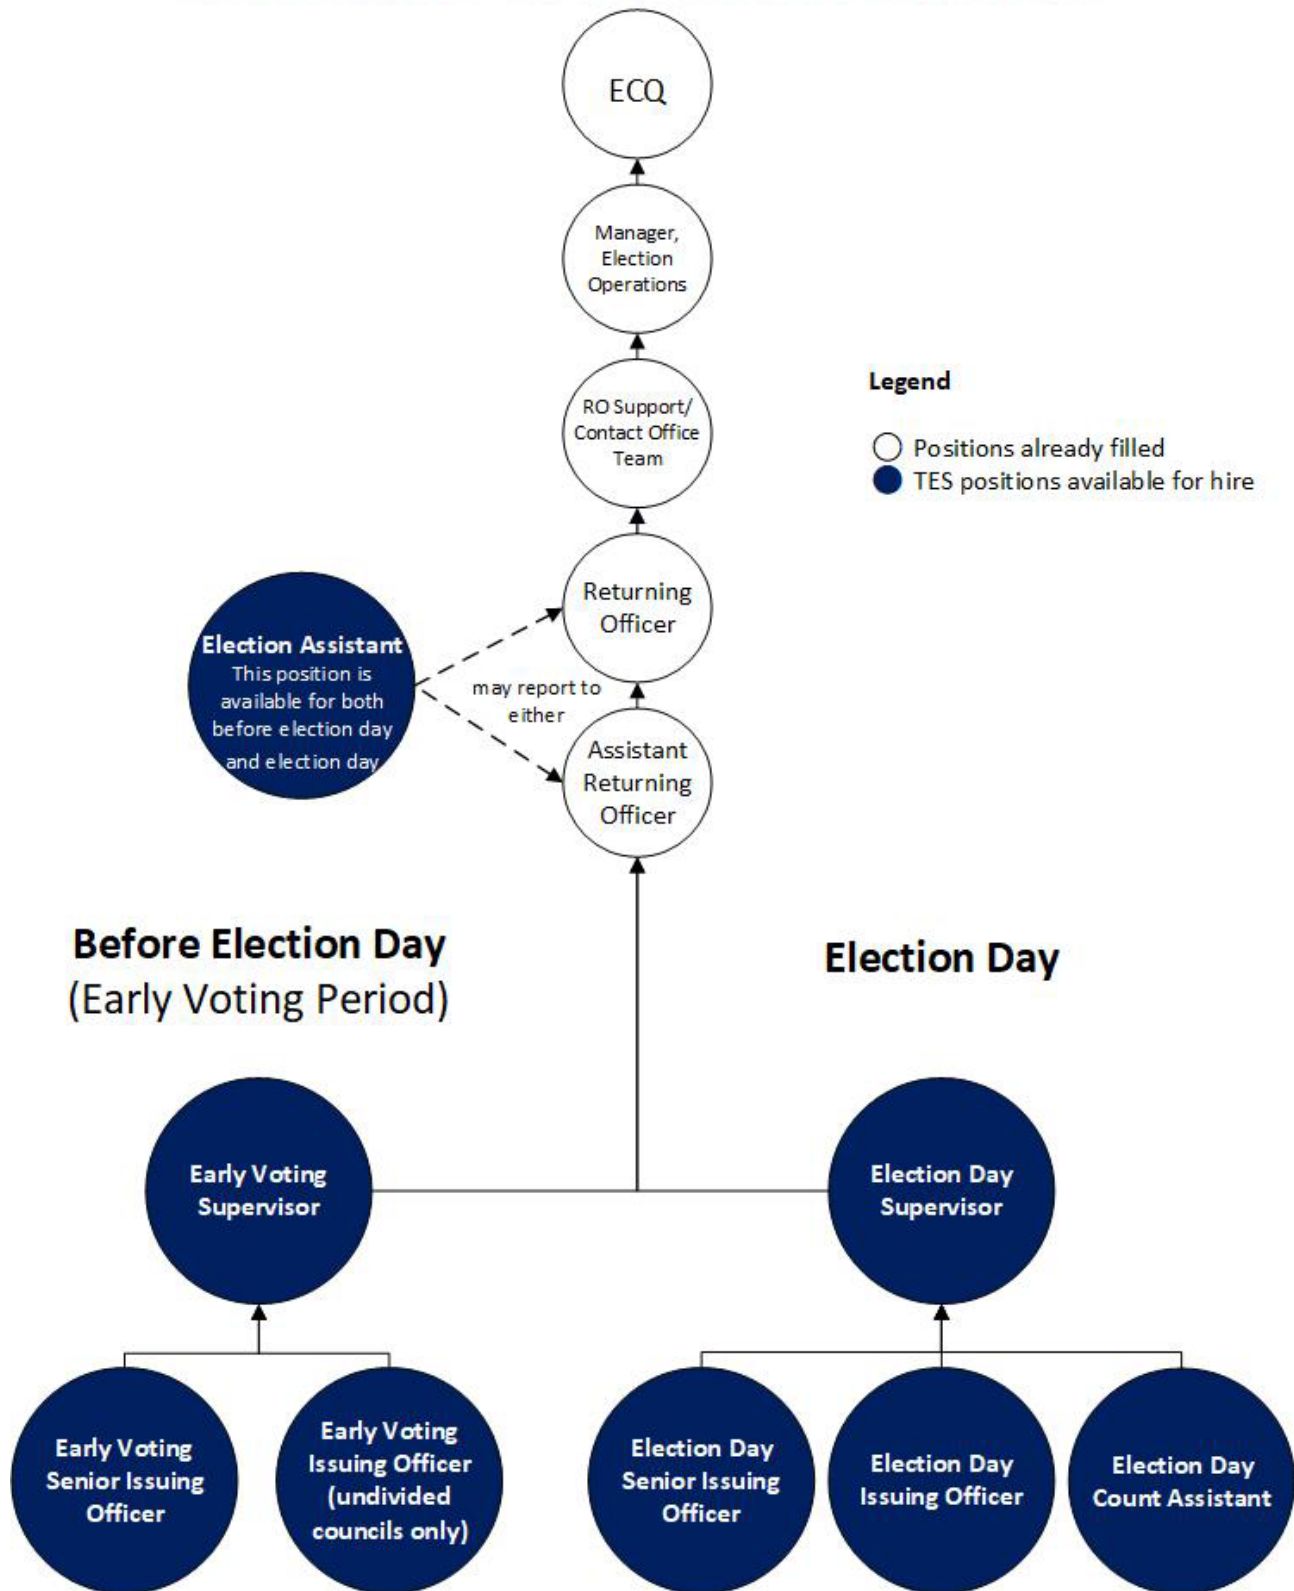 ECQ
Manager,
Election
Operations
RO Support/
Contact Office
Team
Legend
Positions already filled
TES positions available for hire
Returning
Officer
Election Assistant
This position is
available for both
before election day
and election day
may report to
either
Assistant
Returning
Officer
Before Election Day
(Early Voting Period)
Election Day
Early Voting
Supervisor
Election Day
Supervisor
Early Voting
Senior Issuing
Officer
Early Voting
Issuing Officer
(undivided
councils only)
Election Day
Senior Issuing
Officer
Election Day
Issuing Officer
Election Day
Count Assistant